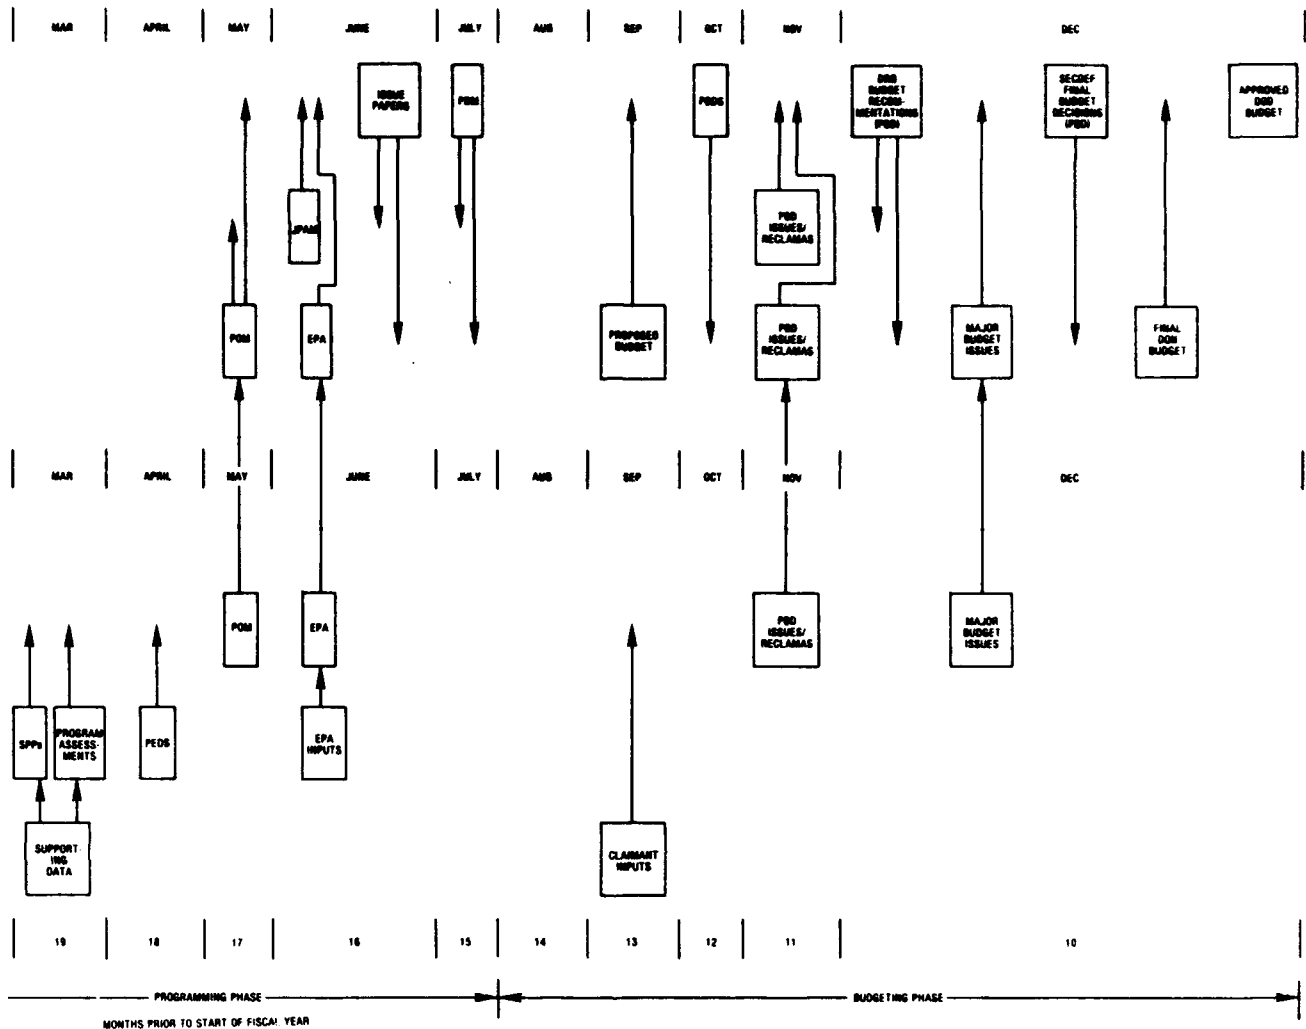 MAR APRIL MAY JUNE JULY AUG SEP OCT NOV DEC
ISSUE
PAPERS
PDM
PBDS
DRB
BUDGET
RECOM-
MENTATIONS
(PBD)
SECDEF
FINAL
BUDGET
DECISIONS
(PBD)
APPROVED
DOD
BUDGET
JPAM
PBD
ISSUES/
RECLAMAS
POM
EPA
PROPOSED
BUDGET
PBD
ISSUES/
RECLAMAS
MAJOR
BUDGET
ISSUES
FINAL
DON
BUDGET
MAR APRIL MAY JUNE JULY AUG SEP OCT NOV DEC
POM
EPA
PBD
ISSUES/
RECLAMAS
MAJOR
BUDGET
ISSUES
SPPs
PROGRAM
ASSESS-
MENTS
PEDS
EPA
INPUTS
SUPPORT-
ING
DATA
CLAIMANT
INPUTS
19 18 17 16 15 14 13 12 11 10
PROGRAMMING PHASE BUDGETING PHASE
MONTHS PRIOR TO START OF FISCAL YEAR